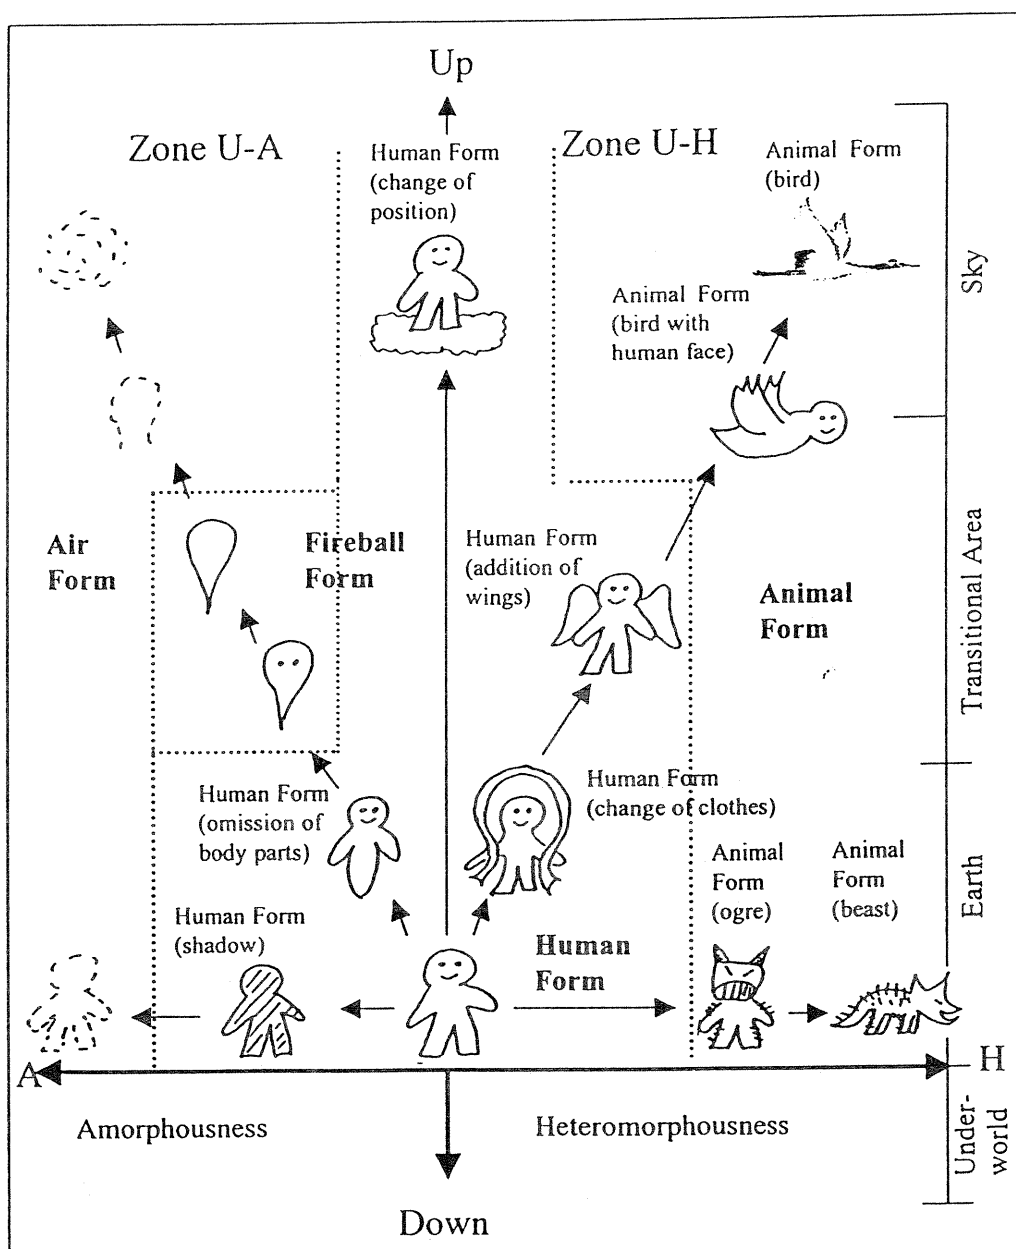 Up
Zone U-A
Zone U-H
Human Form
(change of
position)
Animal Form
(bird)
Animal Form
(bird with
human face)
Sky
Air
Form
Fireball
Form
Human Form
(addition of
wings)
Animal
Form
Transitional Area
Human Form
(omission of
body parts)
Human Form
(change of clothes)
Human Form
(shadow)
Human
Form
Animal
Form
(ogre)
Animal
Form
(beast)
Earth
A
H
Amorphousness
Heteromorphousness
Under-
world
Down